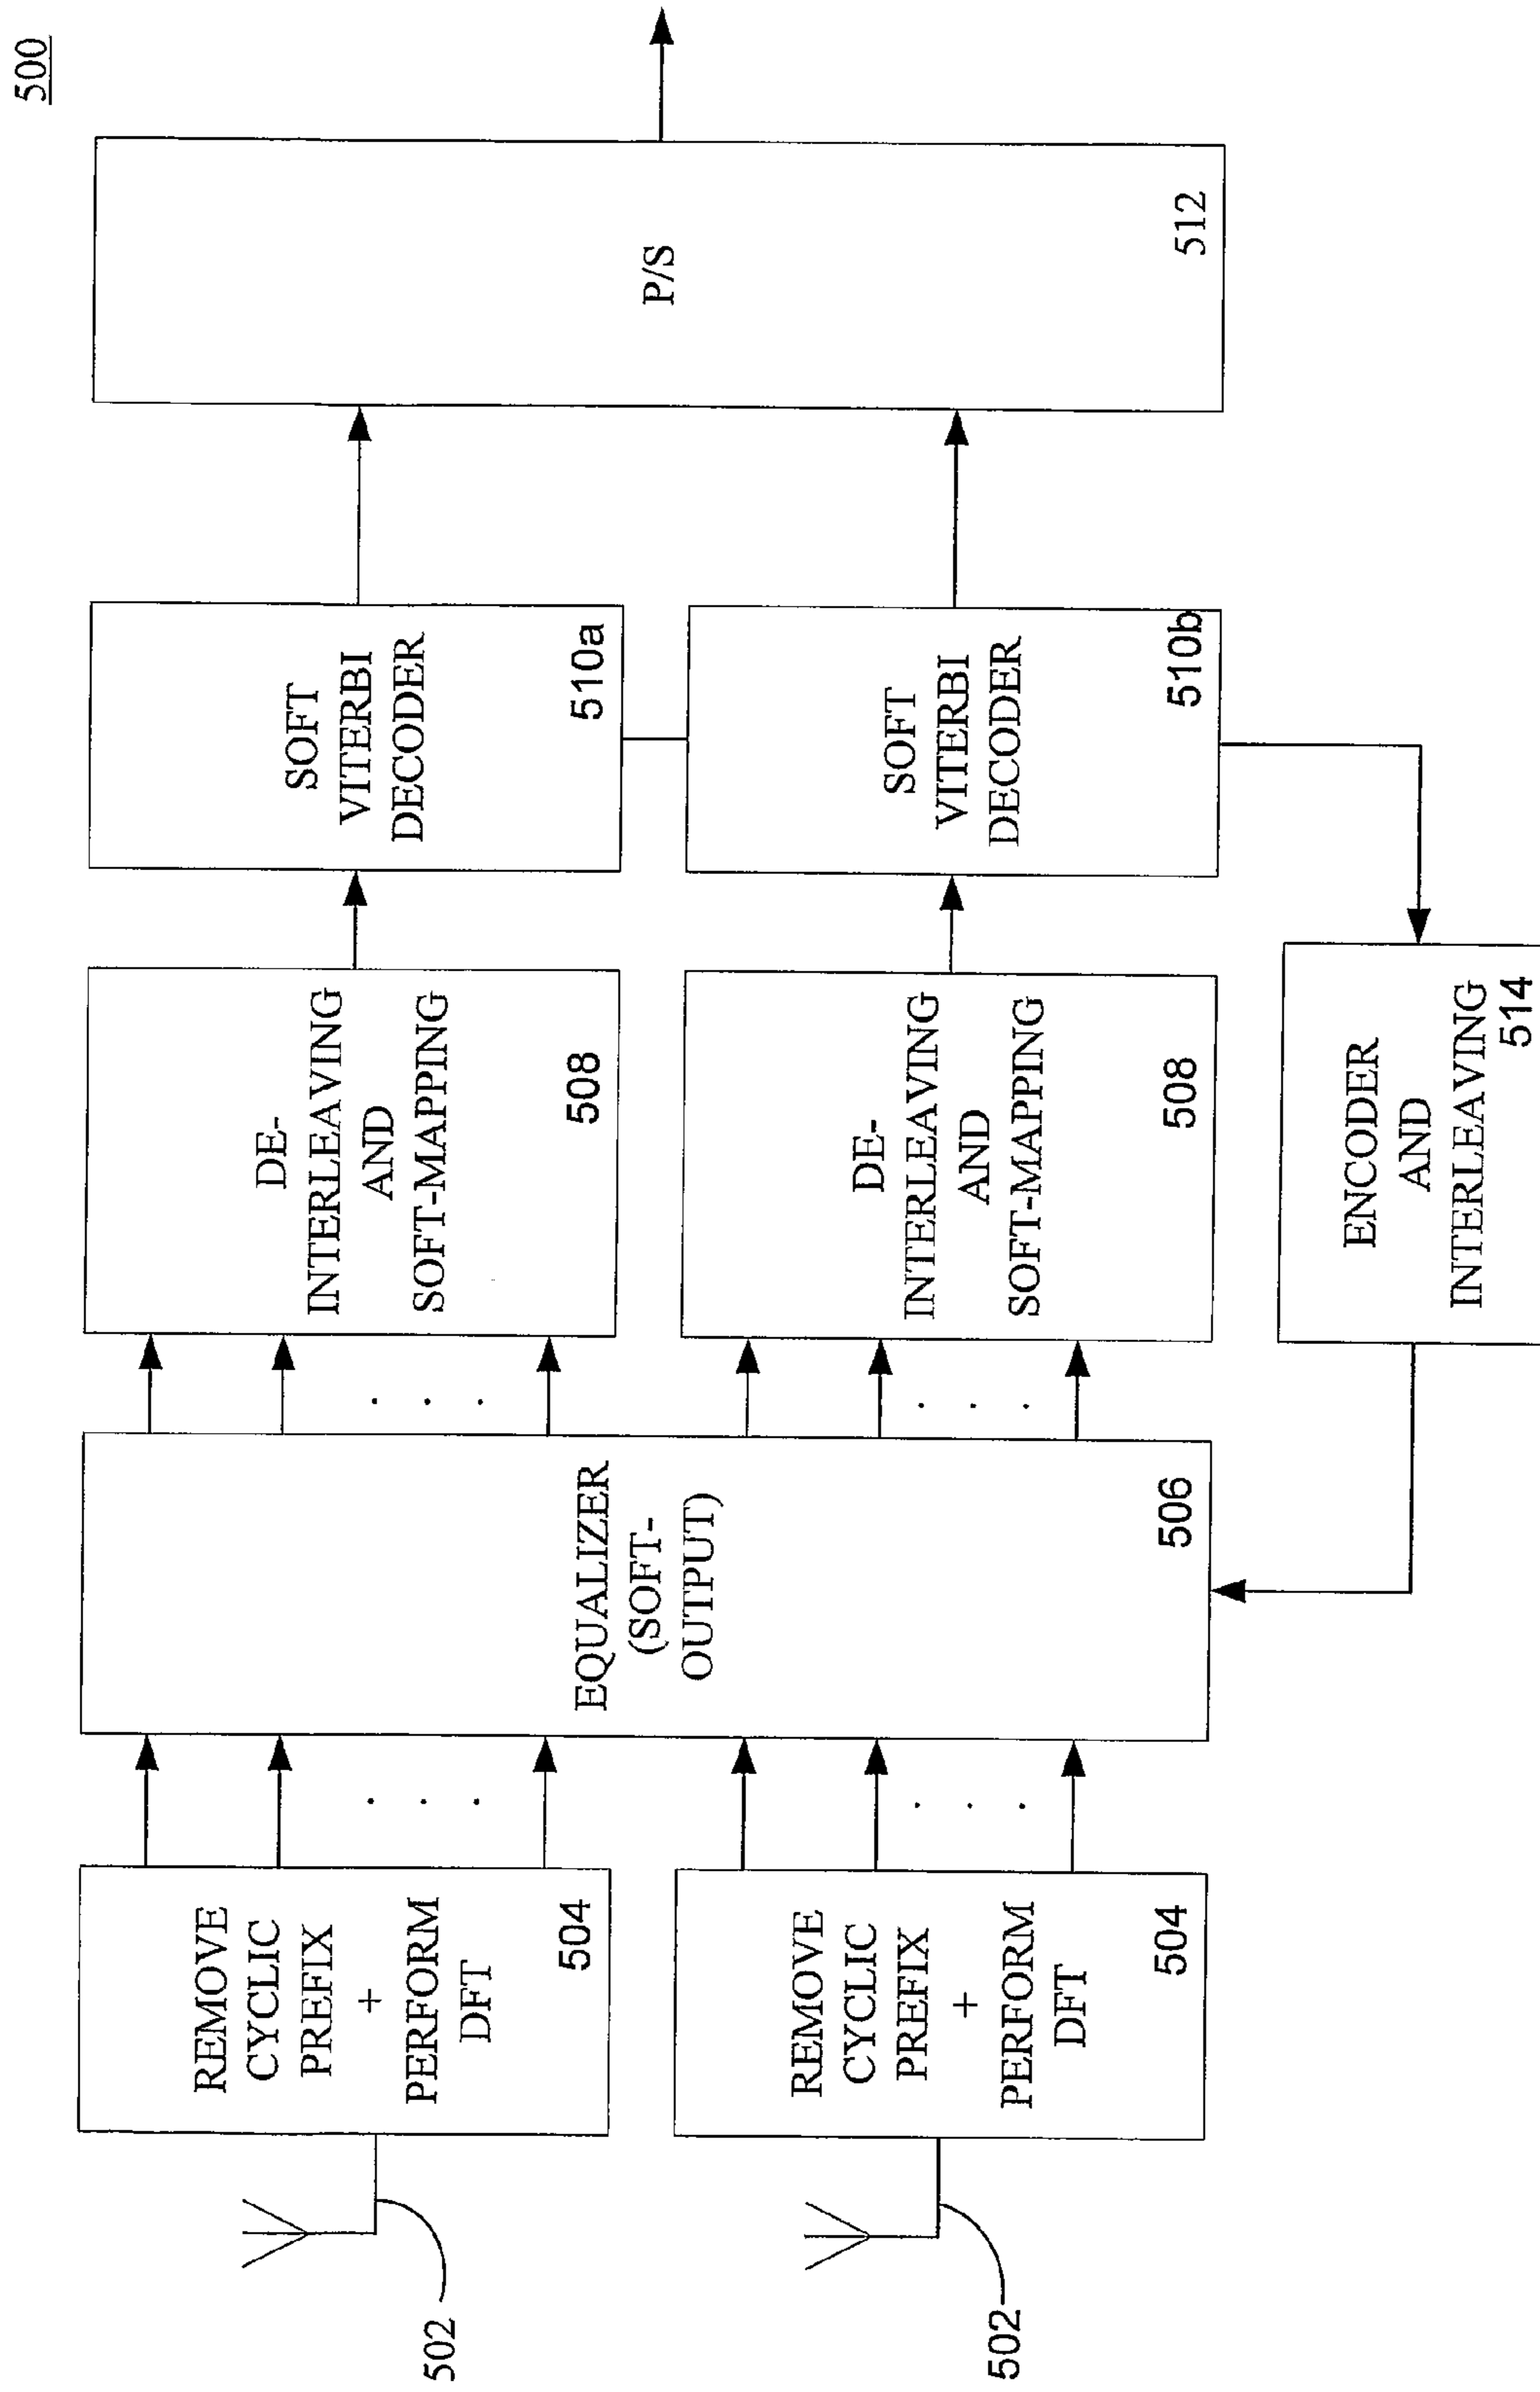 500
REMOVE
CYCLIC
PREFIX
+
PERFORM
DFT
504
502
REMOVE
CYCLIC
PREFIX
+
PERFORM
DFT
504
502
EQUALIZER
(SOFT-
OUTPUT)
506
DE-
INTERLEAVING
AND
SOFT-MAPPING
508
DE-
INTERLEAVING
AND
SOFT-MAPPING
508
SOFT
VITERBI
DECODER
510a
SOFT
VITERBI
DECODER
510b
ENCODER
AND
INTERLEAVING
514
P/S
512